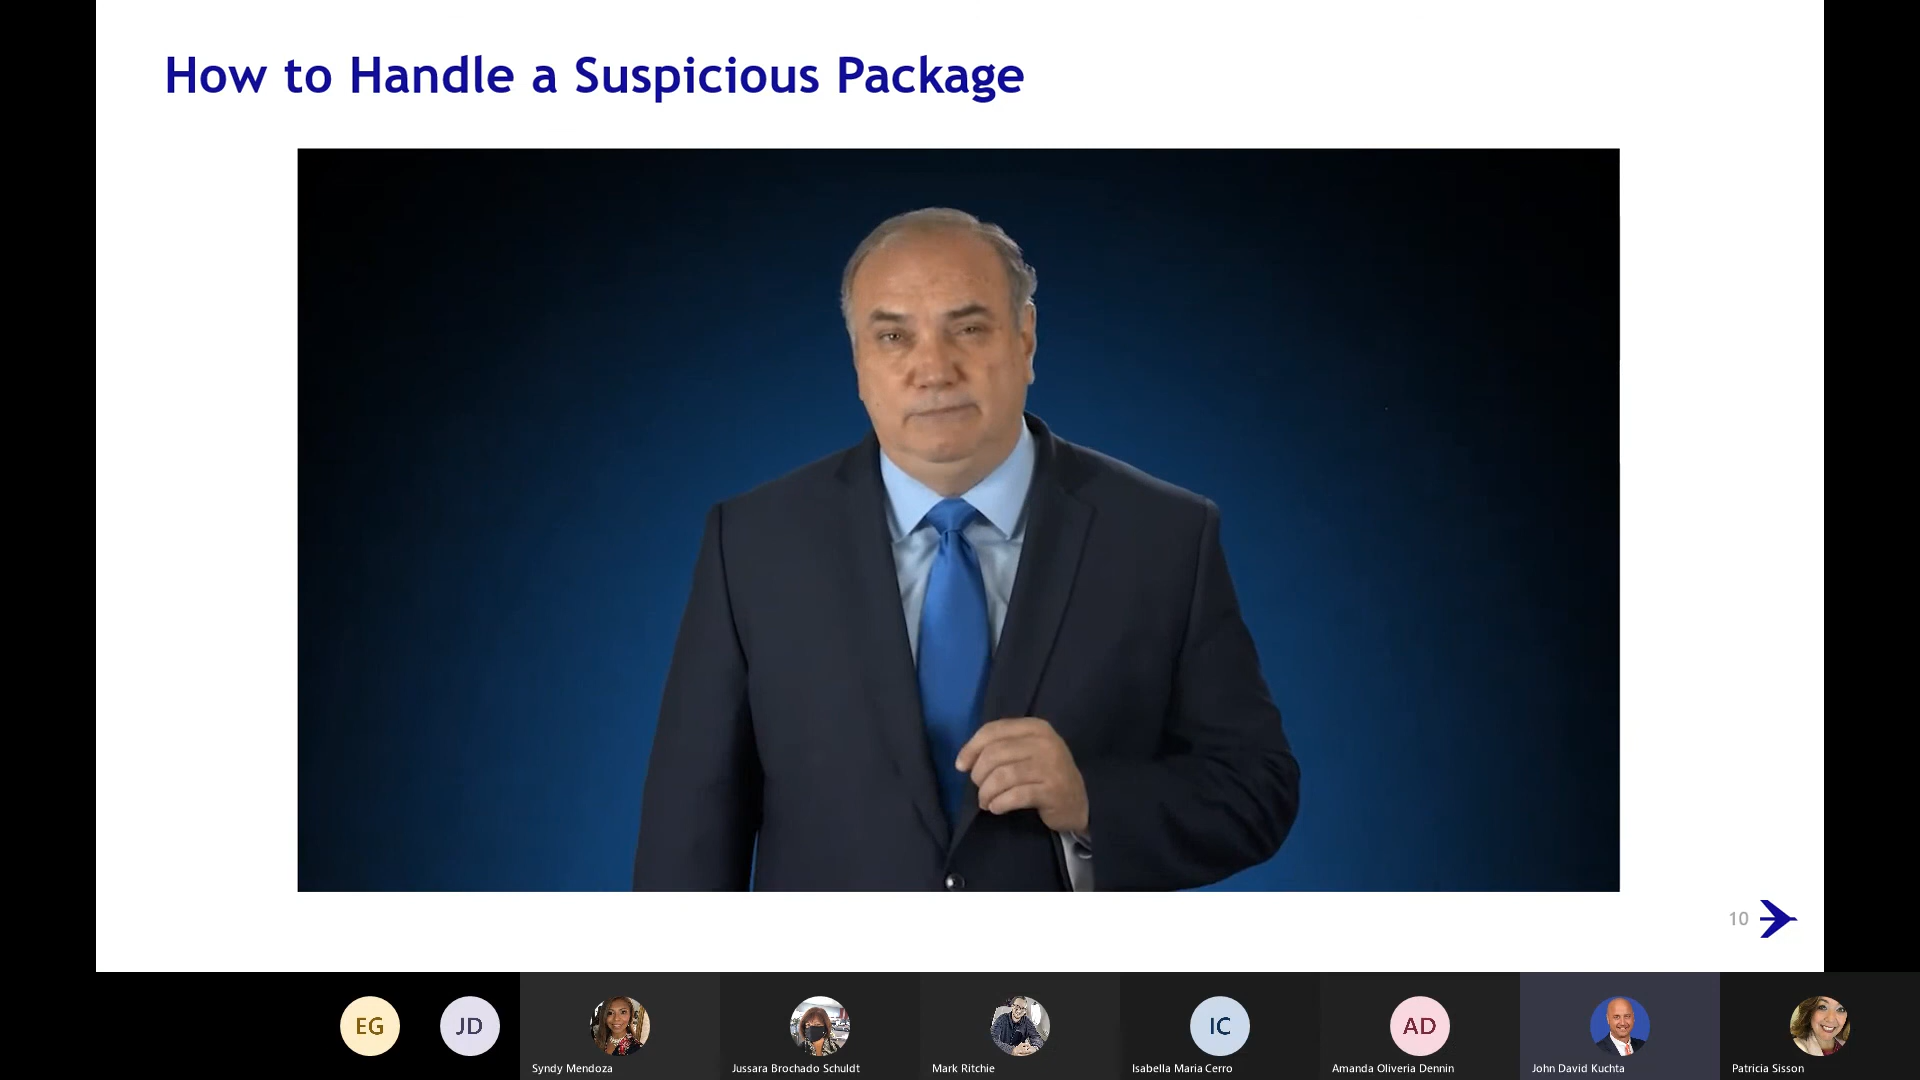 How to Handle a Suspicious Package
10
EG
JD
IC
AD
Syndy Mendoza
Jussara Brochado Schuldt
Mark Ritchie
Isabella Maria Cerro
Amanda Oliveria Dennin
John David Kuchta
Patricia Sisson